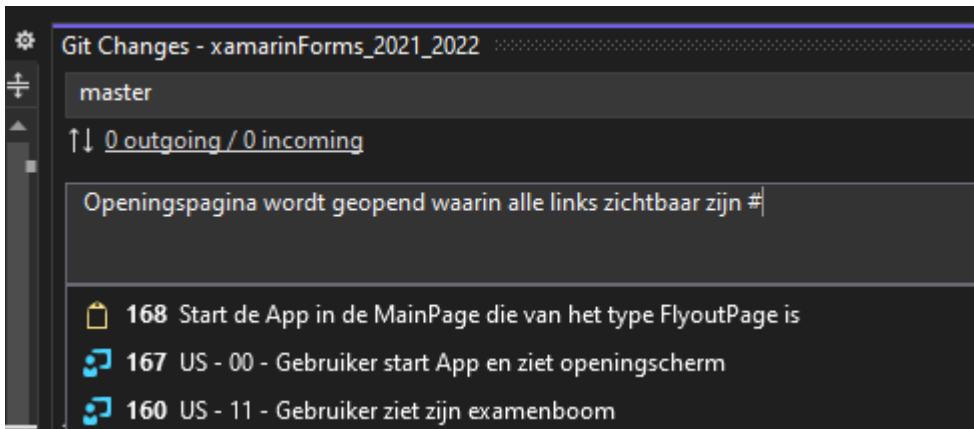 Git Changes - xamarinForms_2021_2022
master
0 outgoing / 0 incoming
Openingspagina wordt geopend waarin alle links zichtbaar zijn #
168 Start de App in de MainPage die van het type FlyoutPage is
167 US - 00 - Gebruiker start App en ziet openingscherm
160 US - 11 - Gebruiker ziet zijn examenboom